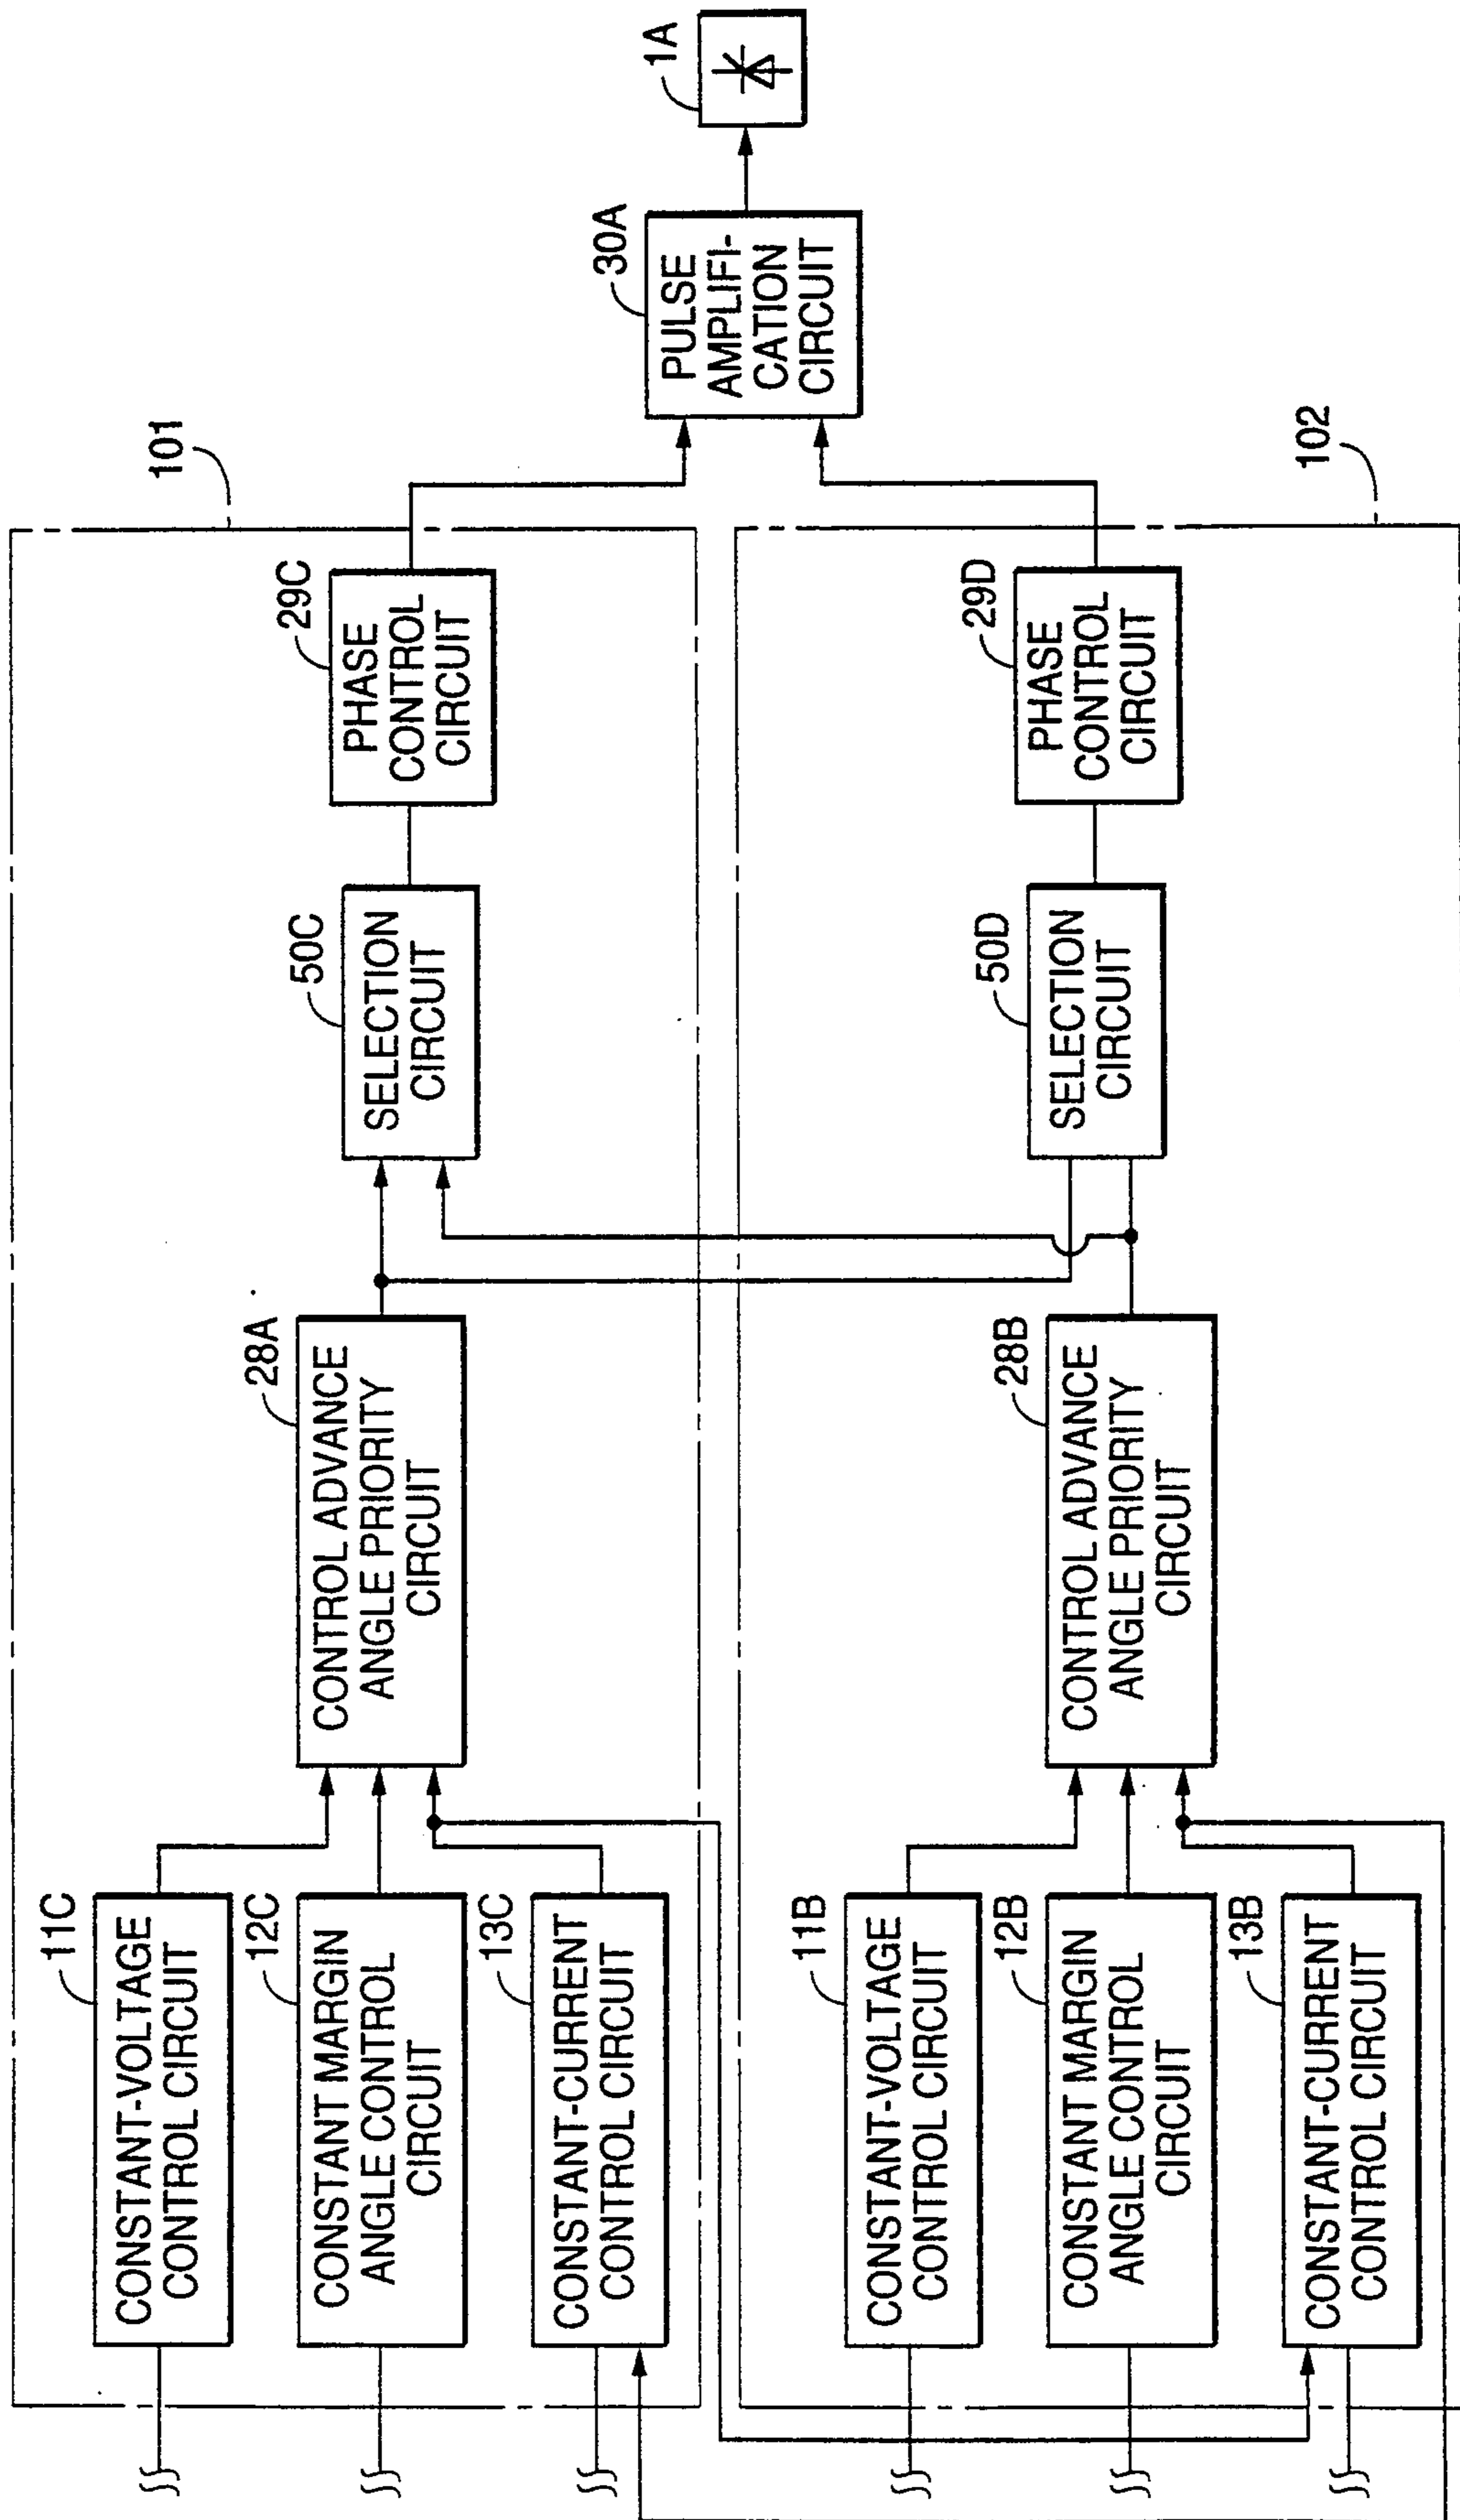 101
11C
CONSTANT-VOLTAGE
CONTROL CIRCUIT
12C
CONSTANT MARGIN
ANGLE CONTROL
CIRCUIT
13C
CONSTANT-CURRENT
CONTROL CIRCUIT
28A
CONTROL ADVANCE
ANGLE PRIORITY
CIRCUIT
50C
SELECTION
CIRCUIT
29C
PHASE
CONTROL
CIRCUIT
30A
PULSE
AMPLIFI-
CATION
CIRCUIT
1A
102
11B
CONSTANT-VOLTAGE
CONTROL CIRCUIT
12B
CONSTANT MARGIN
ANGLE CONTROL
CIRCUIT
13B
CONSTANT-CURRENT
CONTROL CIRCUIT
28B
CONTROL ADVANCE
ANGLE PRIORITY
CIRCUIT
50D
SELECTION
CIRCUIT
29D
PHASE
CONTROL
CIRCUIT